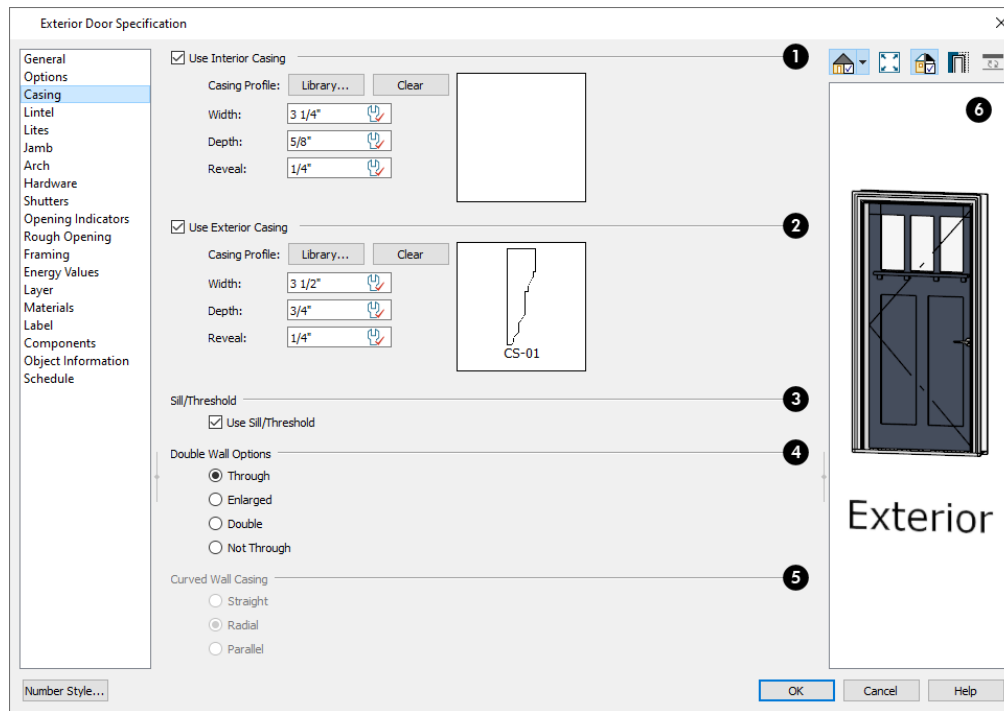 Exterior Door Specification
General
Options
Casing
Lintel
Lites
Jamb
Arch
Hardware
Shutters
Opening Indicators
Rough Opening
Framing
Energy Values
Layer
Materials
Label
Components
Object Information
Schedule
Number Style...
Use Interior Casing
1
Casing Profile: Library... Clear
Width: 3 1/4"
Depth: 5/8"
Reveal: 1/4"
Use Exterior Casing
2
Casing Profile: Library... Clear
Width: 3 1/2"
Depth: 3/4"
Reveal: 1/4"
CS-01
Sill/Threshold
3
Use Sill/Threshold
Double Wall Options
4
Through
Enlarged
Double
Not Through
Curved Wall Casing
5
Straight
Radial
Parallel
6
Exterior
OK Cancel Help